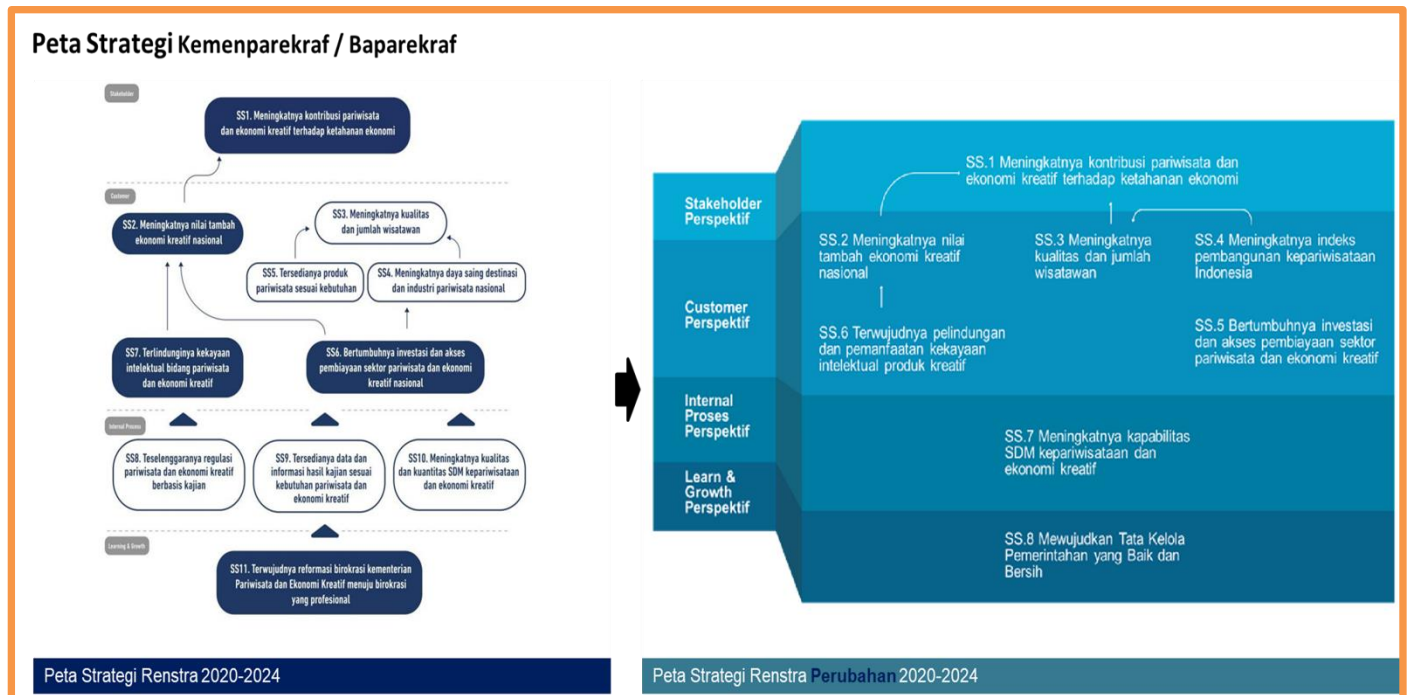 Peta Strategi Kemenparekraf / Baparekraf
Stakeholder
SS1. Meningkatnya kontribusi pariwisata
dan ekonomi kreatif terhadap ketahanan ekonomi
Customer
SS2. Meningkatnya nilai tambah
ekonomi kreatif nasional
SS3. Meningkatnya kualitas
dan jumlah wisatawan
SS5. Tersedianya produk
pariwisata sesuai kebutuhan
SS4. Meningkatnya daya saing destinasi
dan industri pariwisata nasional
SS7. Terlindunginya kekayaan
intelektual bidang pariwisata
dan ekonomi kreatif
SS6. Bertumbuhnya investasi dan akses
pembiayaan sektor pariwisata dan ekonomi
kreatif nasional
Internal Process
SS8. Teselenggaranya regulasi
pariwisata dan ekonomi kreatif
berbasis kajian
SS9. Tersedianya data dan
informasi hasil kajian sesuai
kebutuhan pariwisata dan
ekonomi kreatif
SS10. Meningkatnya kualitas
dan kuantitas SDM kepariwisataan
dan ekonomi kreatif
Learning & Growth
SS11. Terwujudnya reformasi birokrasi kementerian
Pariwisata dan Ekonomi Kreatif menuju birokrasi
yang profesional
Peta Strategi Renstra 2020-2024
Stakeholder
Perspektif
SS.1 Meningkatnya kontribusi pariwisata dan
ekonomi kreatif terhadap ketahanan ekonomi
Customer
Perspektif
SS.2 Meningkatnya nilai
tambah ekonomi kreatif
nasional
SS.3 Meningkatnya
kualitas dan jumlah
wisatawan
SS.4 Meningkatnya indeks
pembangunan kepariwisataan
Indonesia
SS.6 Terwujudnya pelindungan
dan pemanfaatan kekayaan
intelektual produk kreatif
SS.5 Bertumbuhnya investasi
dan akses pembiayaan sektor
pariwisata dan ekonomi kreatif
Internal
Proses
Perspektif
SS.7 Meningkatnya kapabilitas
SDM kepariwisataan dan
ekonomi kreatif
Learn &
Growth
Perspektif
SS.8 Mewujudkan Tata Kelola
Pemerintahan yang Baik dan
Bersih
Peta Strategi Renstra Perubahan 2020-2024